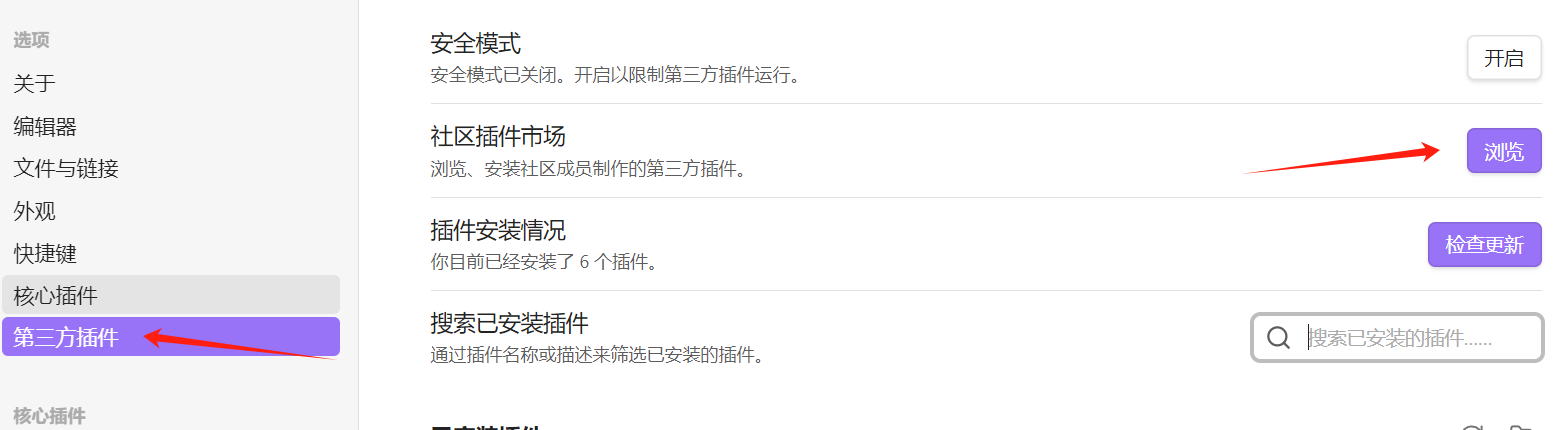 选项
关于
编辑器
文件与链接
外观
快捷键
核心插件
第三方插件
核心插件
安全模式
安全模式已关闭。开启以限制第三方插件运行。
开启
社区插件市场
浏览、安装社区成员制作的第三方插件。
浏览
插件安装情况
你目前已经安装了 6 个插件。
检查更新
搜索已安装插件
通过插件名称或描述来筛选已安装的插件。
搜索已安装的插件......